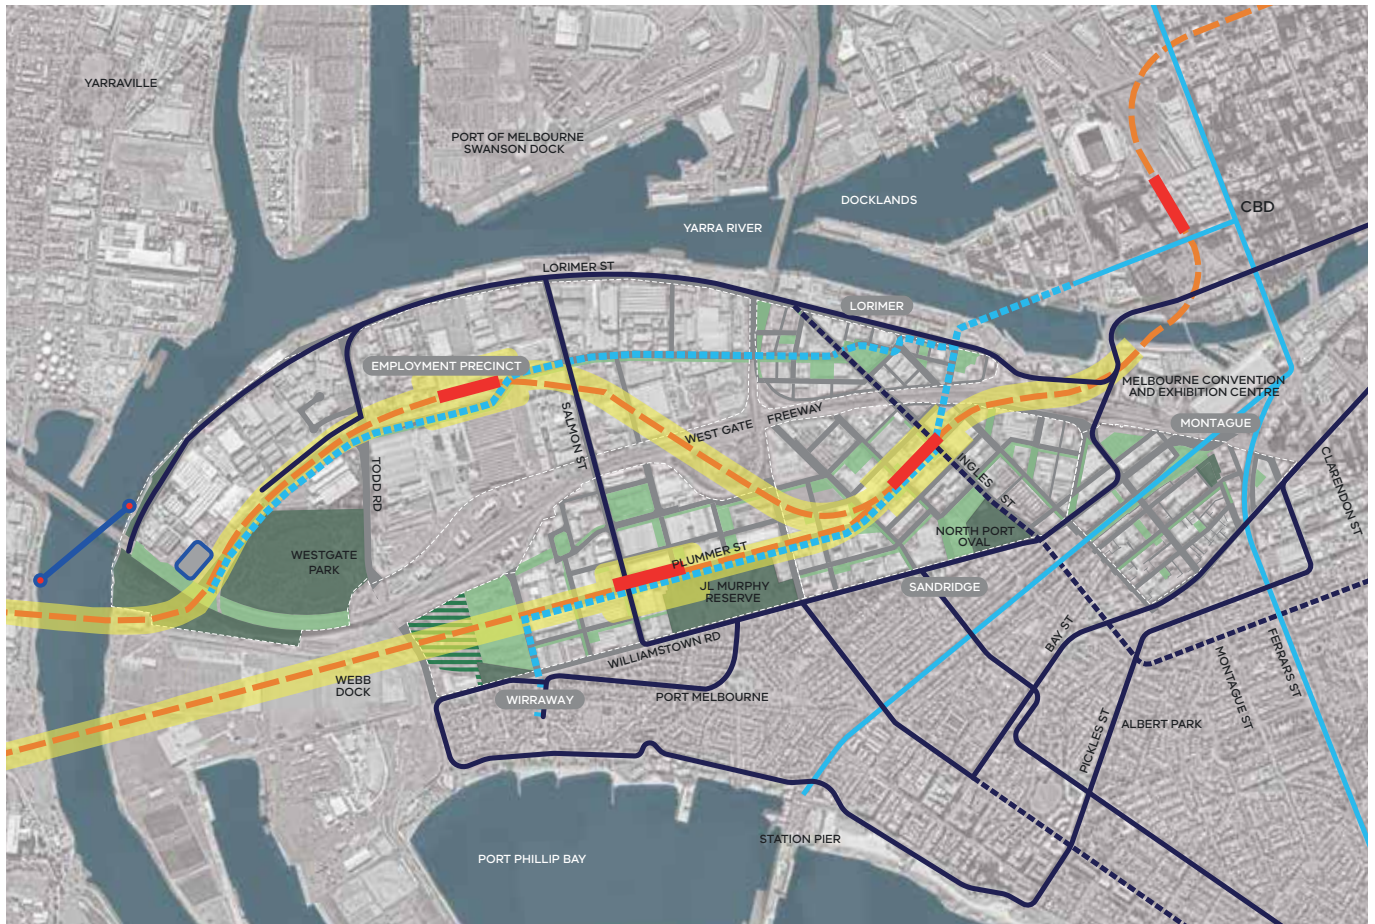 YARRAVILLE
PORT OF MELBOURNE
SWANSON DOCK
DOCKLANDS
CBD
YARRA RIVER
LORIMER ST
LORIMER
EMPLOYMENT PRECINCT
MELBOURNE CONVENTION
AND EXHIBITION CENTRE
SALMON ST
WEST GATE FREEWAY
MONTAGUE
TODD RD
INGLES ST
CLARENDON ST
NORTH PORT
OVAL
WESTGATE
PARK
PLUMMER ST
JL MURPHY
RESERVE
SANDRIDGE
BAY ST
WILLIAMSTOWN RD
FERRARS ST
MONTAGUE ST
WEBB
DOCK
WIRRAWAY
PORT MELBOURNE
PICKLES ST
ALBERT PARK
STATION PIER
PORT PHILLIP BAY